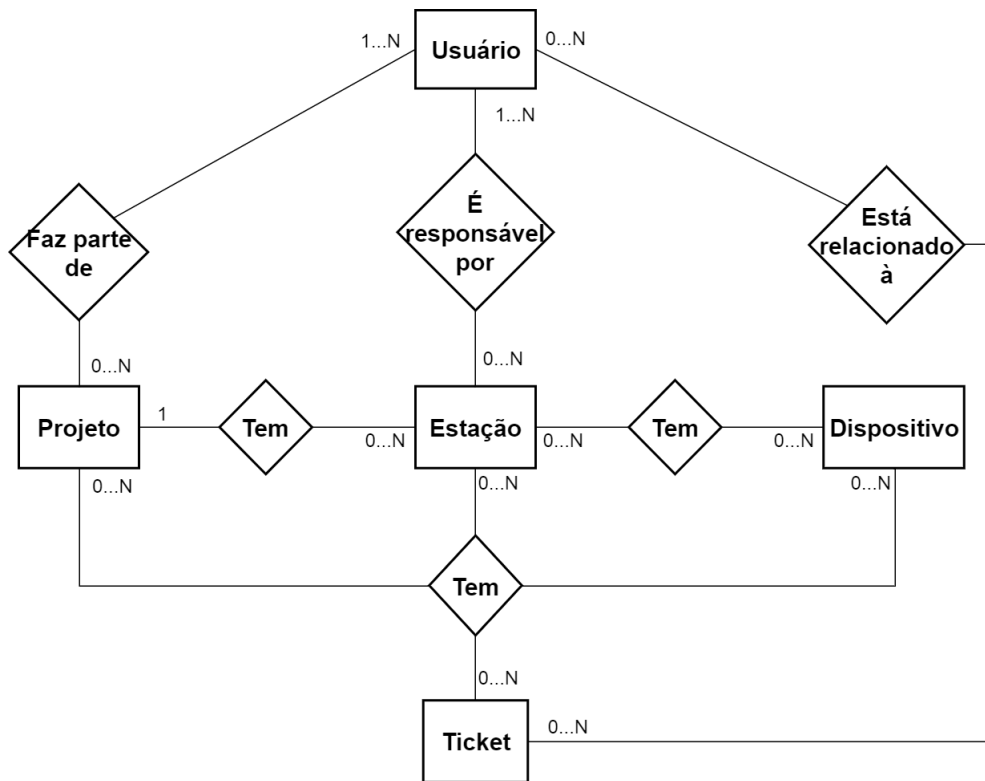 1...N
Usuário
0...N
1...N
Faz parte
de
É
responsável
por
Está
relacionado
à
0...N
0...N
Projeto
1
Tem
0...N
Estação
0...N
Tem
0...N
Dispositivo
0...N
0...N
0...N
Tem
0...N
Ticket
0...N